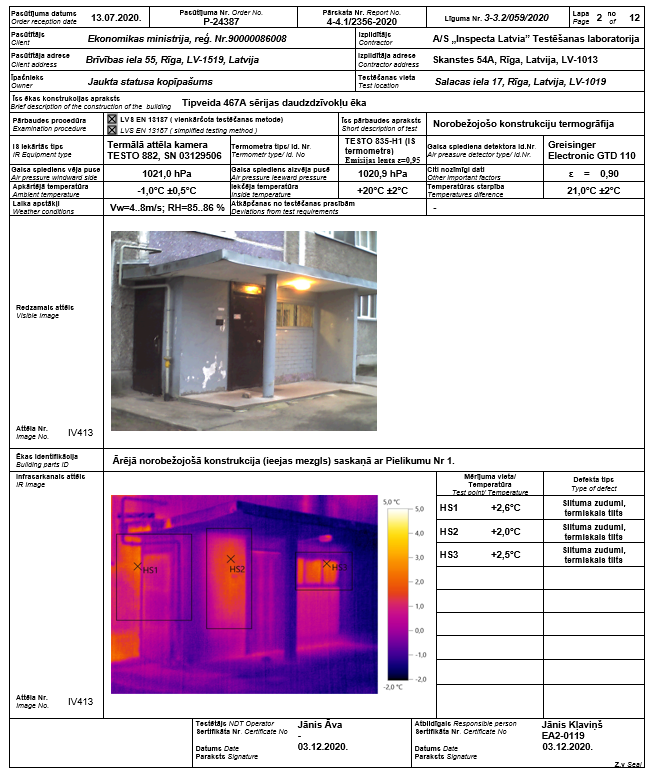 Pasūtījuma datums
Order reception date
13.07.2020.
Pasūtījuma Nr. Order No.
P-24387
Pārskata Nr. Report No.
4-4.1/2356-2020
Līguma Nr. 3-3.2/059/2020
Lapa
Page
2
no
of
12
Pasūtītājs
Client
Ekonomikas ministrija, reģ. Nr.90000086008
Izpildītājs
Contractor
A/S „Inspecta Latvia” Testēšanas laboratorija
Pasūtītāja adrese
Client address
Brīvības iela 55, Rīga, LV-1519, Latvija
Izpildītāja adrese
Contractor address
Skanstes 54A, Rīga, Latvija, LV-1013
Īpašnieks
Owner
Jaukta statusa kopīpašums
Testēšanas vieta
Test location
Salacas iela 17, Rīga, Latvija, LV-1019
Īss ēkas konstrukcijas apraksts
Brief description of the construction of the building
Tipveida 467A sērijas daudzdzīvokļu ēka
Pārbaudes procedūra
Examination procedure
LVS EN 13187 ( vienkāršota testēšanas metode)
LVS EN 13187 ( simplified testing method )
Īss pārbaudes apraksts
Short description of test
Norobežojošo konstrukciju termogrāfija
IS iekārtās tips
IR Equipment type
Termālā attēla kamera
TESTO 882, SN 03129506
Termometra tips/ Id. Nr.
Termometr type/ Id. No
TESTO 835-H1 (IS
termometrs)
Emisijas lenta ε=0,95
Gaisa spiediena detektora Id.Nr.
Air pressure detector type/ Id.Nr.
Greisinger
Electronic GTD 110
Gaisa spiediens vēja puse
Air pressure windward side
1021,0 hPa
Gaisa spiediens aizvēja pusē
Air pressure leeward pressure
1020,9 hPa
Citi nozīmīgi dati
Other important factors
ε = 0,90
Apkārtējā temperatūra
Ambient temperature
-1,0°C ±0,5°C
Iekšēja temperatūra
Inside temperature
+20°C ±2°C
Temperatūras starpība
Temperatures diference
21,0°C ±2°C
Laika apstākļi
Weather conditions
Vw=4..8m/s; RH=85..86 %
Atkāpšanas no testēšanas prasībām
Deviations from test requirements
-
Redzamais attēls
Visible Image
Attēla Nr.
Image No.
IV413
Ēkas identifikācija
Building parts ID
Ārējā norobežojošā konstrukcija (ieejas mezgls) saskaņā ar Pielikumu Nr 1.
Infrasarkanais attēls
IR Image
Mērījuma vieta/
Temperatūra
Test point/ Temperature
Defekta tips
Type of defect
HS1 +2,6°C
Siltuma zudumi,
termiskais tilts
HS2 +2,0°C
Siltuma zudumi,
termiskais tilts
HS3 +2,5°C
Siltuma zudumi,
termiskais tilts
HS1
HS2
HS3
5,0 °C
5,0
4,0
3,0
2,0
1,0
0,0
-1,0
-2,0
-2,0 °C
Attēla Nr.
Image No.
IV413
Testētājs NDT Operator
Sertifikāta Nr. Certificate No
Jānis Āva
-
Datums Date
03.12.2020.
Paraksts Signature
Atbildīgais Responsible person
Sertifikāta Nr. Certificate No
Jānis Kļaviņš
EA2-0119
Datums Date
03.12.2020.
Paraksts Signature
Z.v Seal